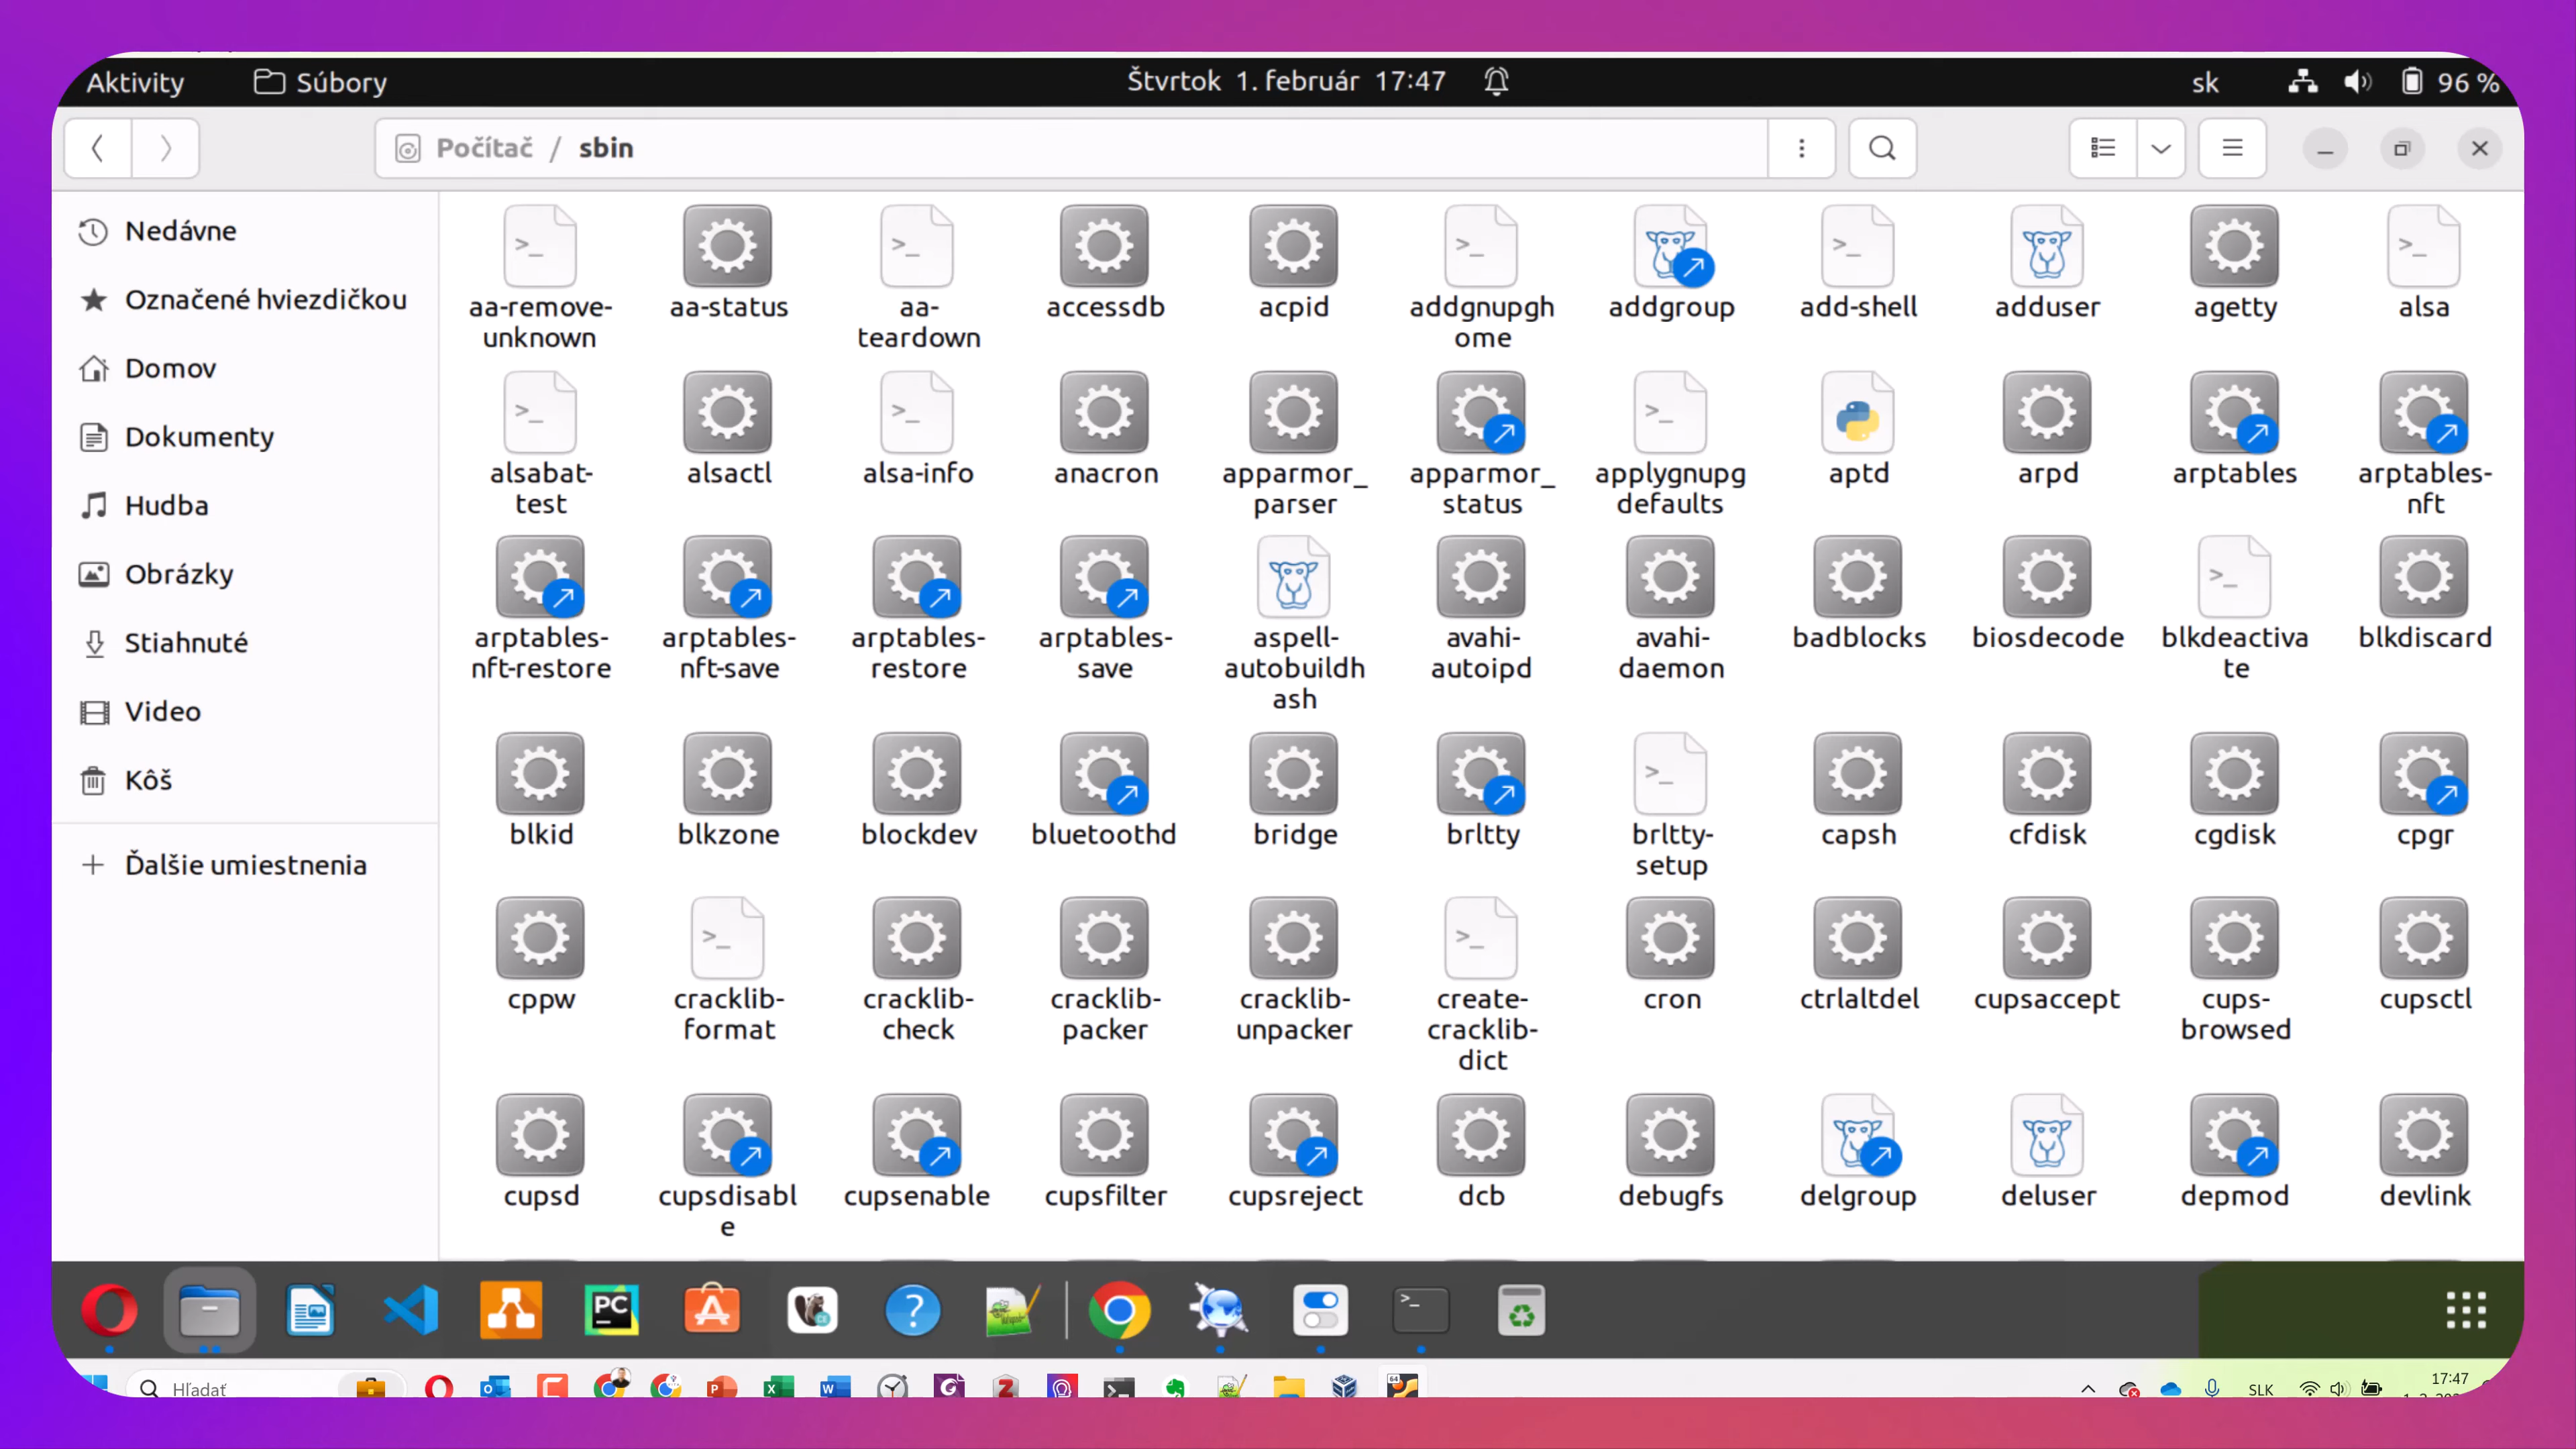 Aktivity Súbory Štvrtok 1. február 17:47 sk 96 %
Počítač / sbin
Nedávne
Označené hviezdičkou
Domov
Dokumenty
Hudba
Obrázky
Stiahnuté
Video
Kôš
Ďalšie umiestnenia
aa-remove-
unknown
aa-status
aa-
teardown
accessdb
acpid
addgnupgh
ome
addgroup
add-shell
adduser
agetty
alsa
alsabat-
test
alsactl
alsa-info
anacron
apparmor_
parser
apparmor_
status
applygnupg
defaults
aptd
arpd
arptables
arptables-
nft
arptables-
nft-restore
arptables-
nft-save
arptables-
restore
arptables-
save
aspell-
autobuildh
ash
avahi-
autoipd
avahi-
daemon
badblocks
biosdecode
blkdeactiva
te
blkdiscard
blkid
blkzone
blockdev
bluetoothd
bridge
brltty
brltty-
setup
capsh
cfdisk
cgdisk
cpgr
cppw
cracklib-
format
cracklib-
check
cracklib-
packer
cracklib-
unpacker
create-
cracklib-
dict
cron
ctrlaltdel
cupsaccept
cups-
browsed
cupsctl
cupsd
cupsdisabl
e
cupsenable
cupsfilter
cupsreject
dcb
debugfs
delgroup
deluser
depmod
devlink
PC
Hľadať
SLK
17:47